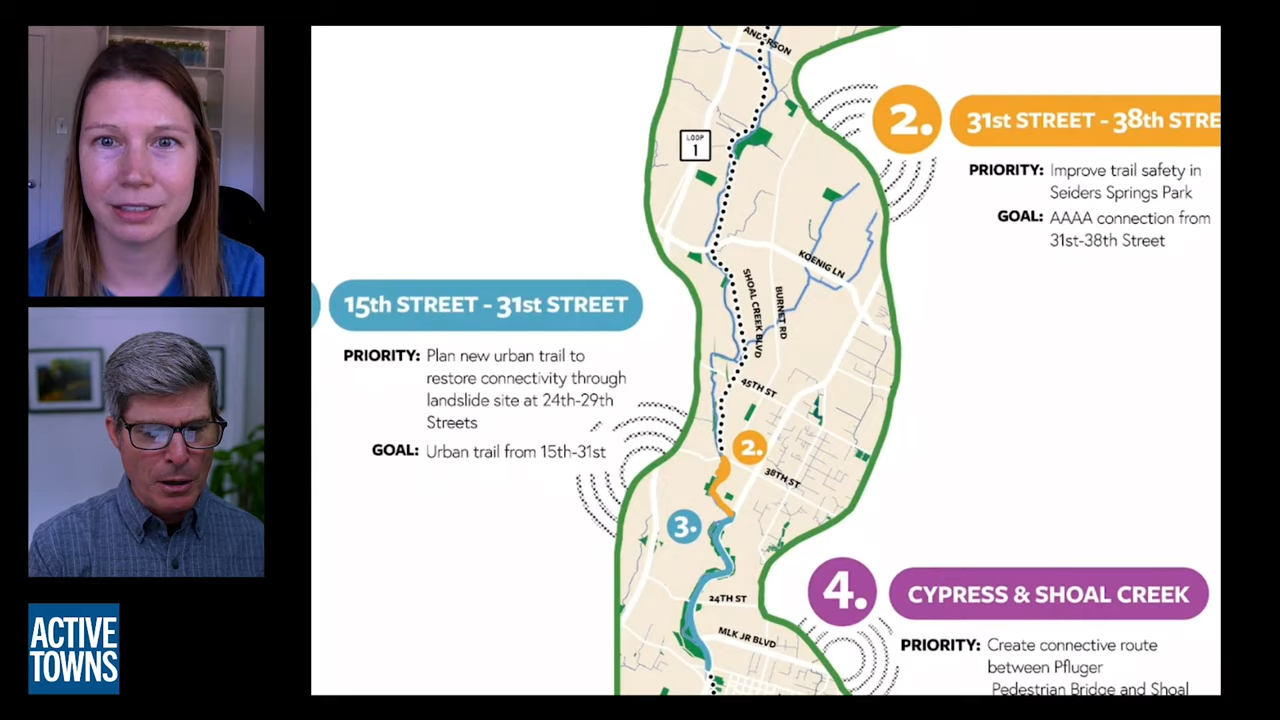 ANDERSON
2.
31st STREET - 38th STRE
LOOP
1
PRIORITY: Improve trail safety in
Seiders Springs Park
GOAL: AAAA connection from
31st-38th Street
KOENIG LN
SHOAL CREEK BLVD
BURNET RD
15th STREET - 31st STREET
PRIORITY: Plan new urban trail to
restore connectivity through
landslide site at 24th-29th
Streets
GOAL: Urban trail from 15th-31st
45TH ST
2.
38TH ST
3.
24TH ST
MLK JR BLVD
4.
CYPRESS & SHOAL CREEK
PRIORITY: Create connective route
between Pfluger
Pedestrian Bridge and Shoal
ACTIVE
TOWNS